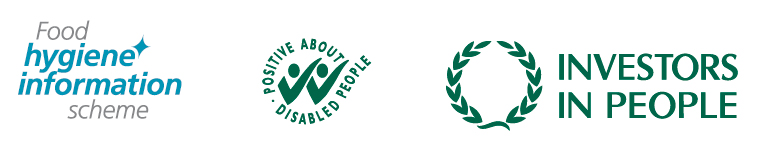 Food
hygiene
information
scheme
· POSITIVE ABOUT
DISABLED PEOPLE
INVESTORS
IN PEOPLE